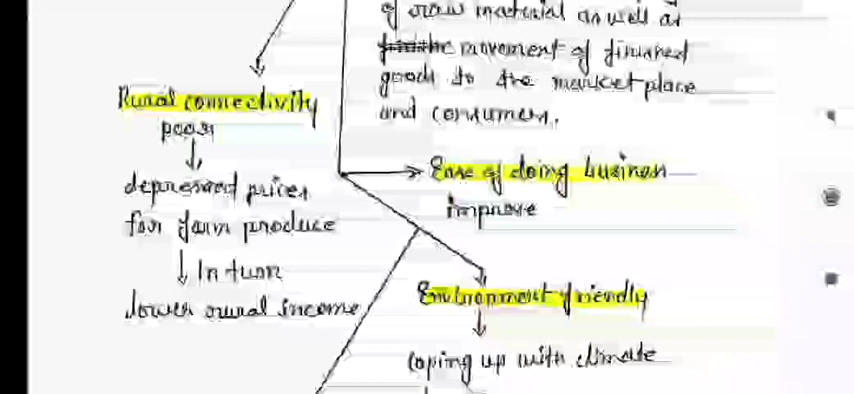 of raw material as well as
movement of finished
goods to the market place
and consumers.
Rural connectivity
poor
↓
depressed prices
for farm produce
↓ In turn
lower rural income
→ Ease of doing business
improve
Environment friendly
↓
Coping up with climate